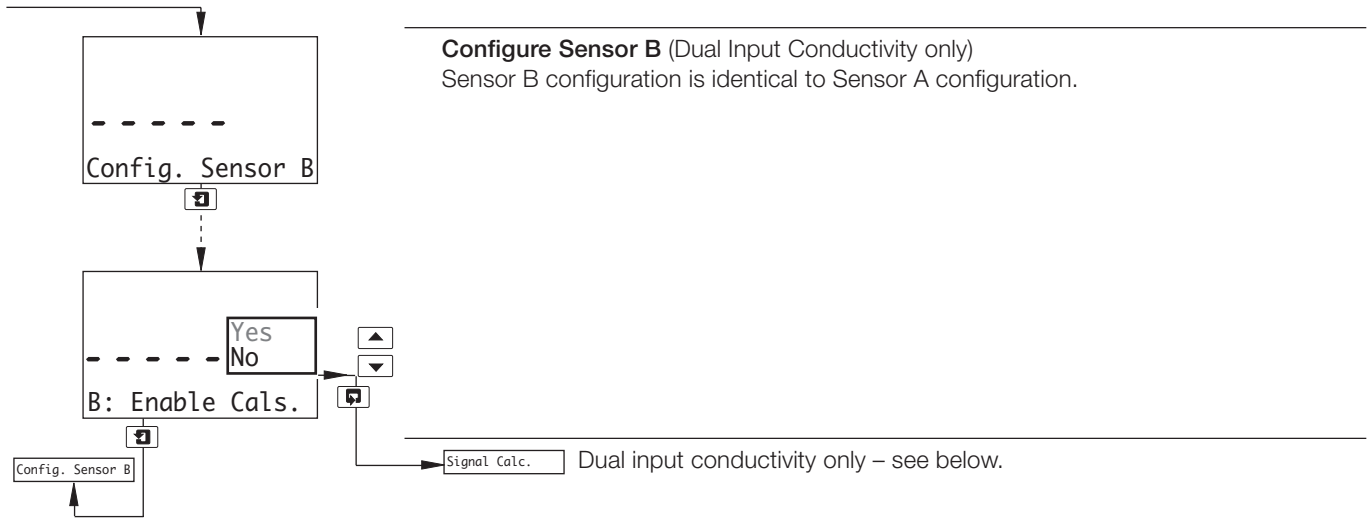 Configure Sensor B (Dual Input Conductivity only)
Sensor B configuration is identical to Sensor A configuration.
- - - - -
Config. Sensor B
Yes
- - - - - No
B: Enable Cals.
Config. Sensor B
Signal Calc. Dual input conductivity only – see below.